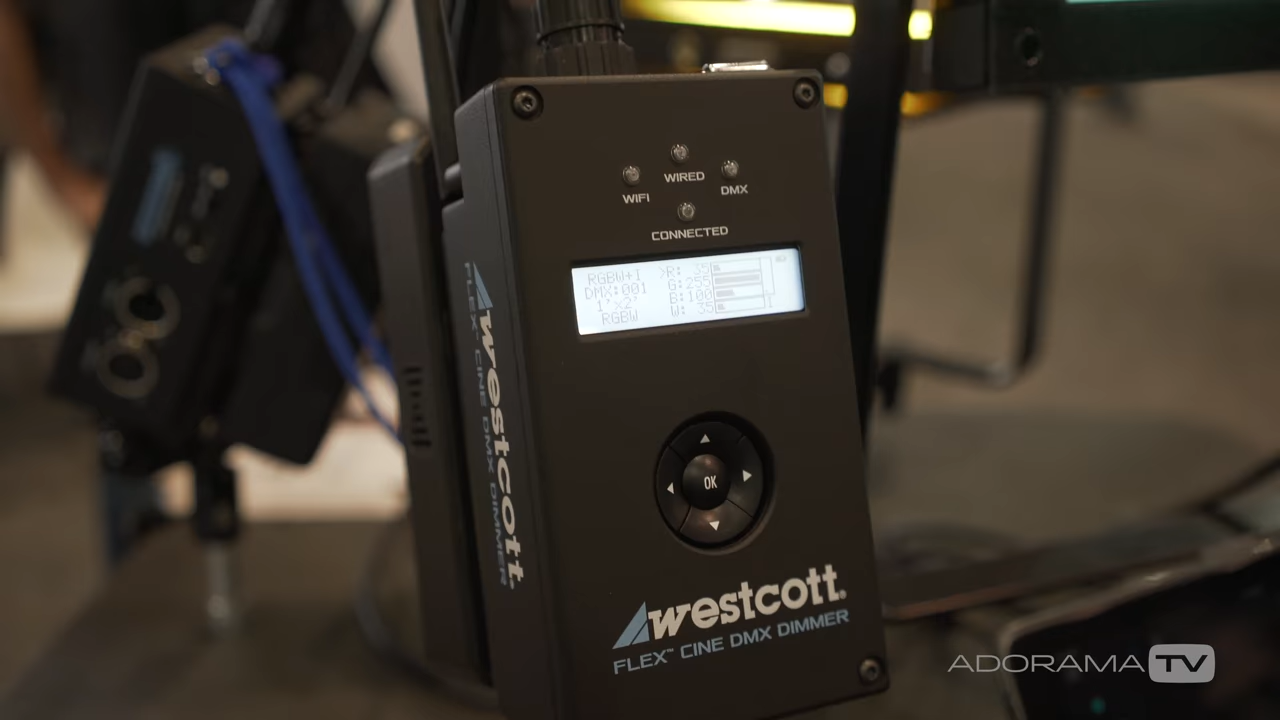 WIFI
WIRED
DMX
CONNECTED
RGBW+I
DMX:001
1'x2'
RGBW
>R: 35
G:255
B:100
W: 35
OK
westcott.
FLEX™ CINE DMX DIMMER
westcott.
FLEX CINE DMX DIMMER
ADORAMA TV